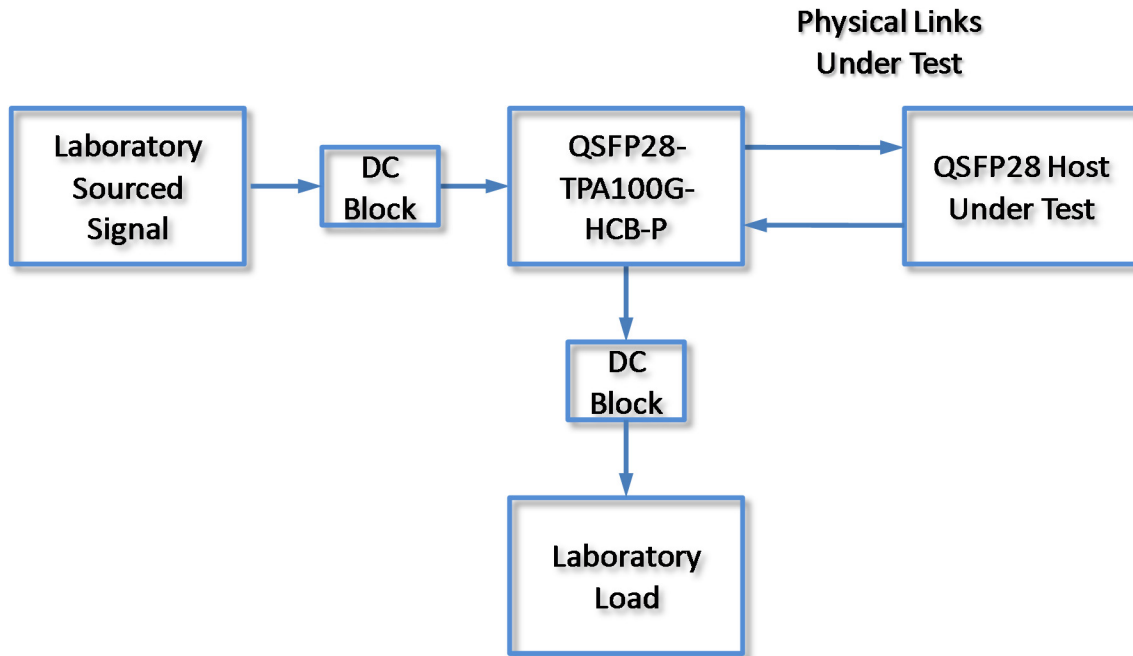 Physical Links
Under Test
Laboratory
Sourced
Signal
DC
Block
QSFP28-
TPA100G-
HCB-P
QSFP28 Host
Under Test
DC
Block
Laboratory
Load